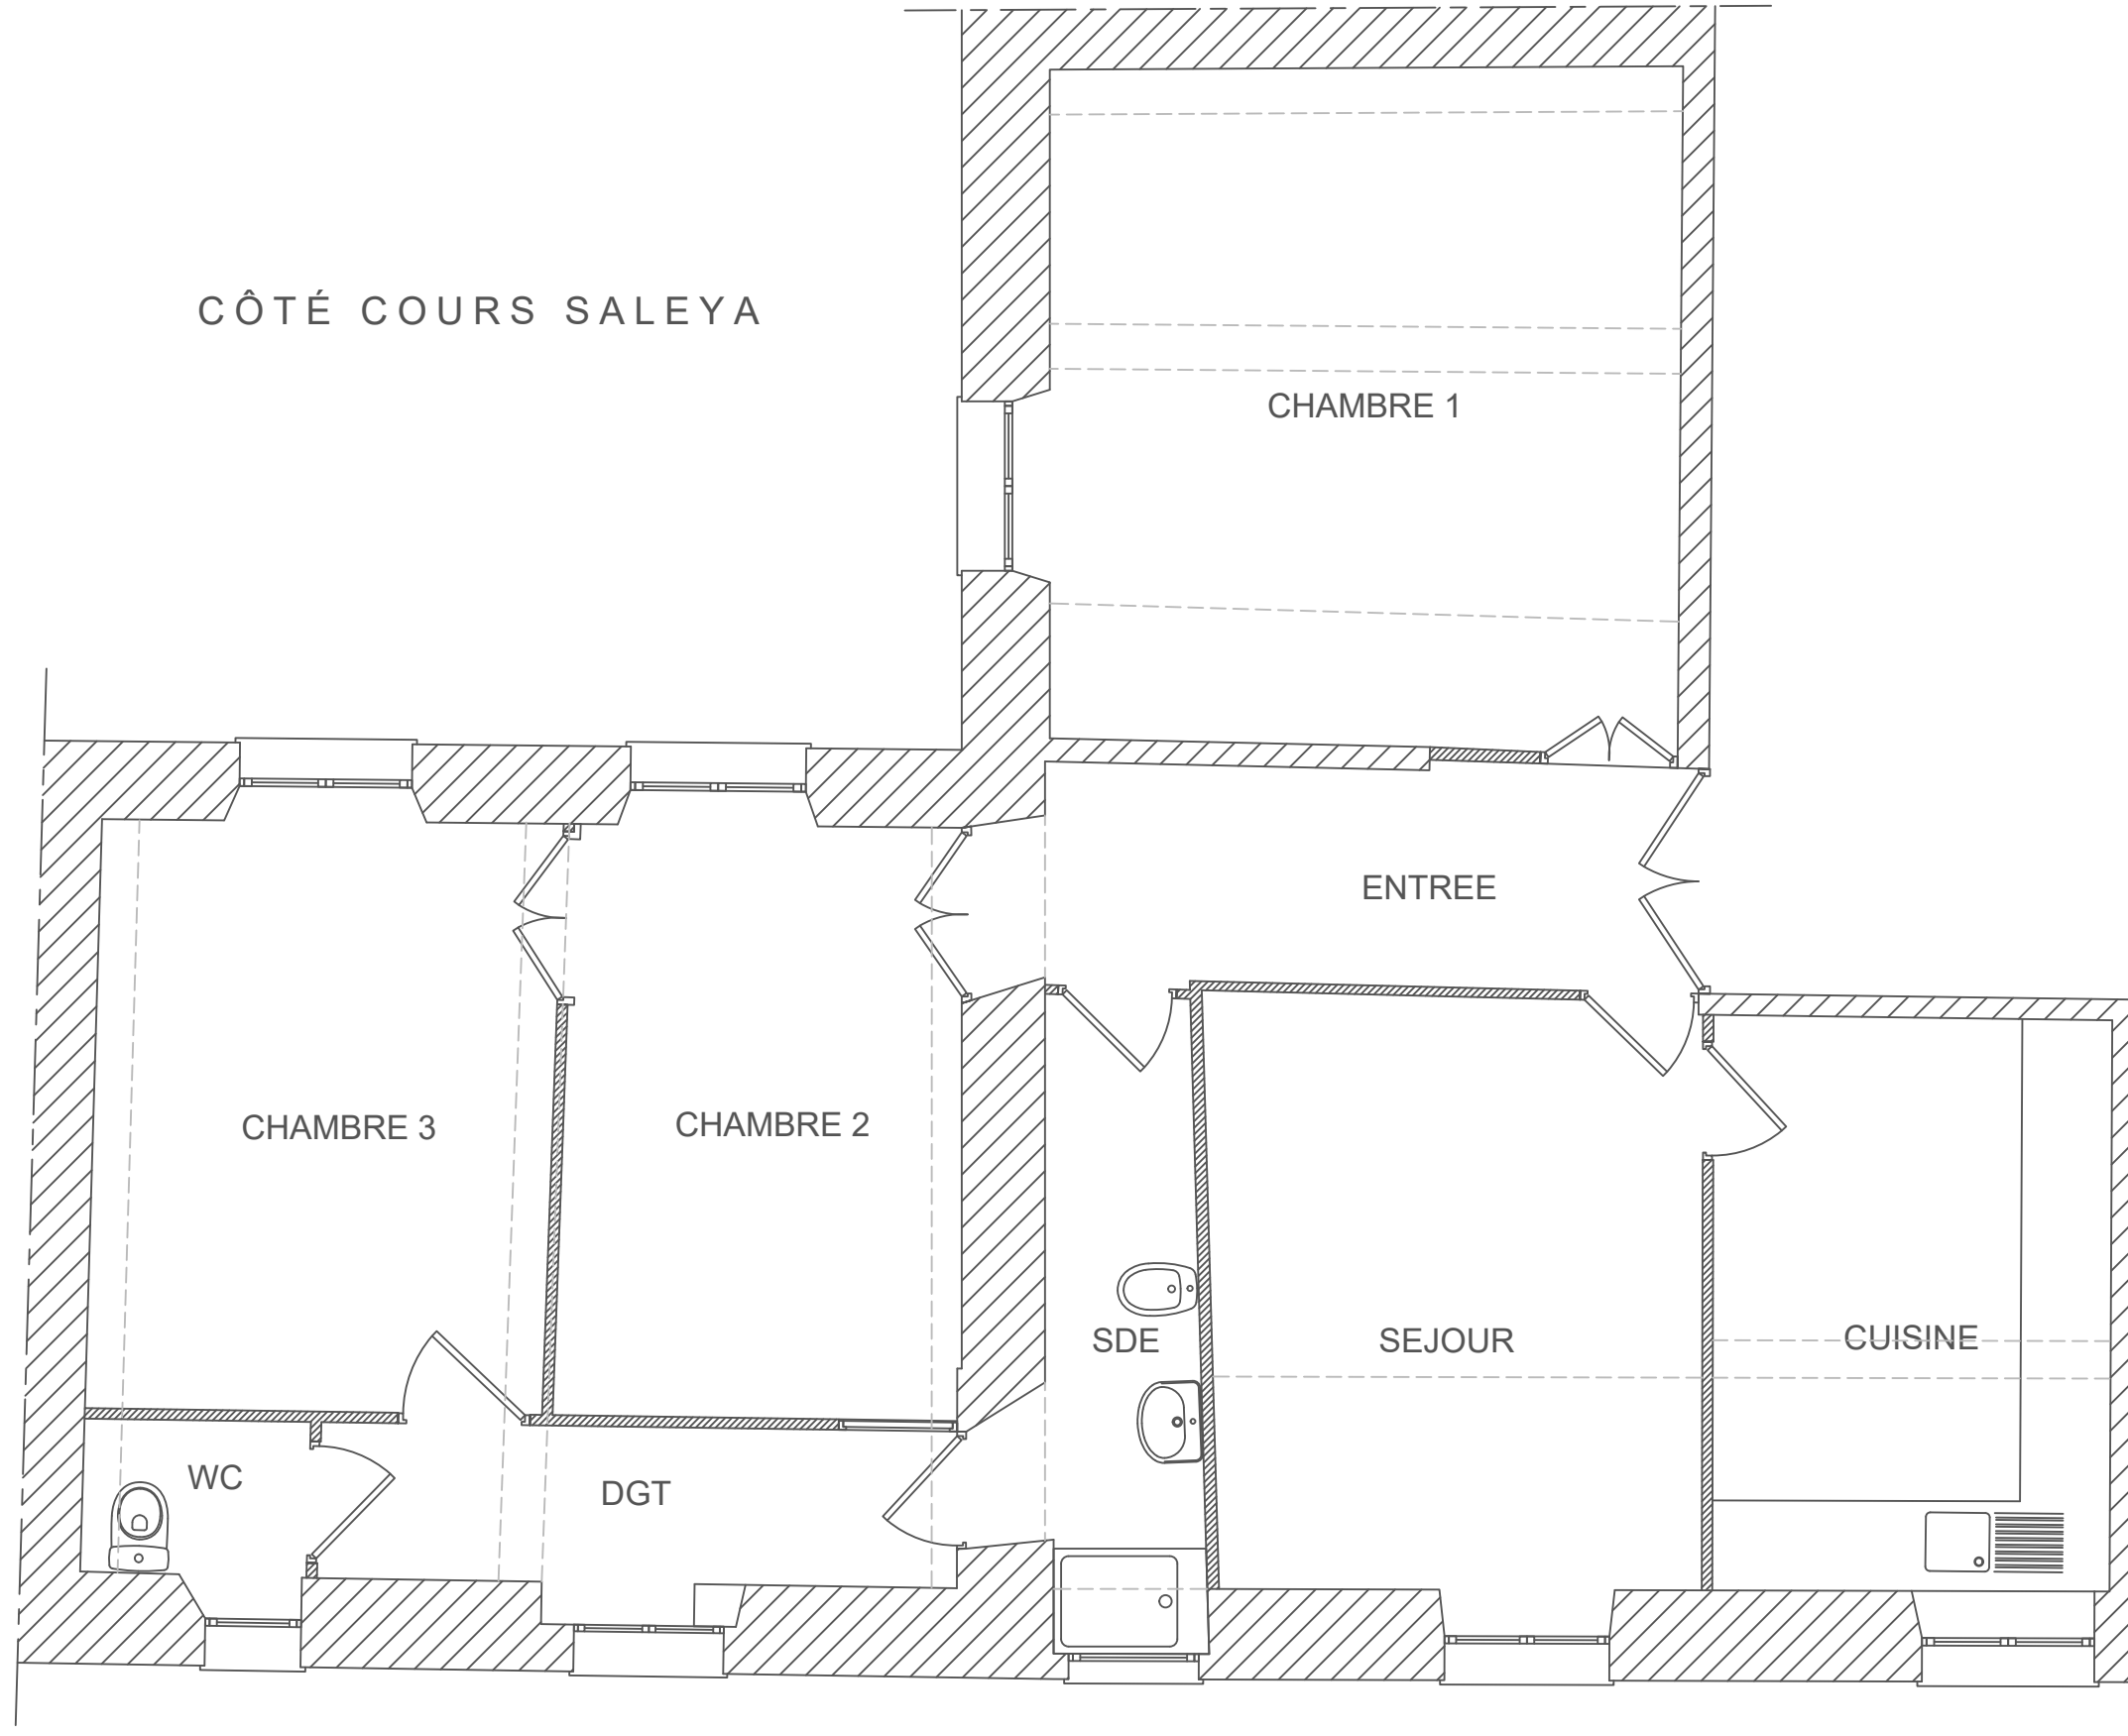 CÔTÉ COURS SALEYA
CHAMBRE 1
ENTREE
CHAMBRE 3
CHAMBRE 2
SDE
SEJOUR
CUISINE
WC
DGT